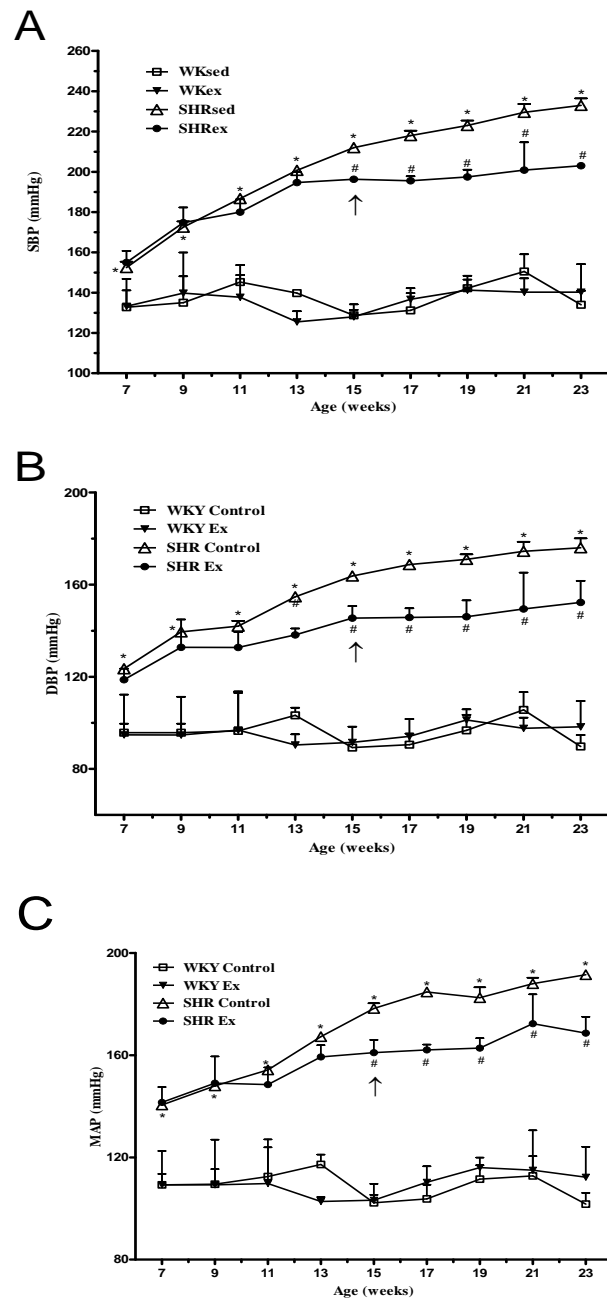 A
260
240
220
200
180
160
140
120
100
SBP (mmHg)
WKsed
WKex
SHRsed
SHRex
* * * * * * * * *
# # # # #
↑
7 9 11 13 15 17 19 21 23
Age (weeks)
B
200
160
120
80
DBP (mmHg)
WKY Control
WKY Ex
SHR Control
SHR Ex
* * * * * * * * *
# # # # # #
↑
7 9 11 13 15 17 19 21 23
Age (weeks)
C
200
160
120
80
MAP (mmHg)
WKY Control
WKY Ex
SHR Control
SHR Ex
* * * * * * * * *
# # # # #
↑
7 9 11 13 15 17 19 21 23
Age (weeks)